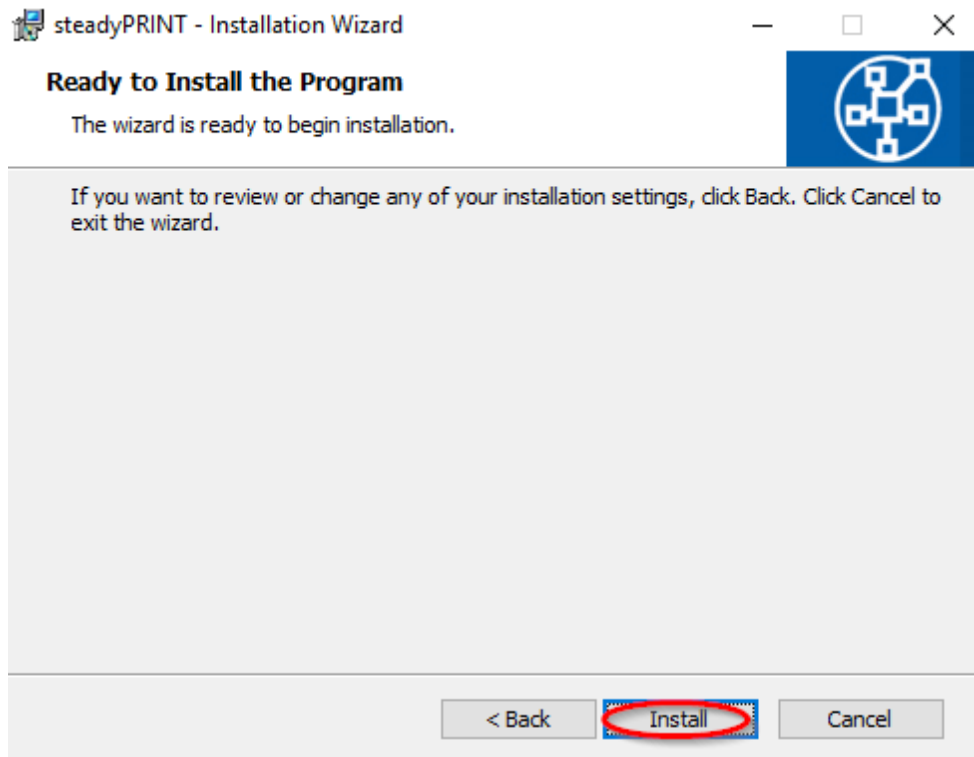 steadyPRINT - Installation Wizard
Ready to Install the Program
The wizard is ready to begin installation.
If you want to review or change any of your installation settings, click Back. Click Cancel to
exit the wizard.
< Back Install Cancel